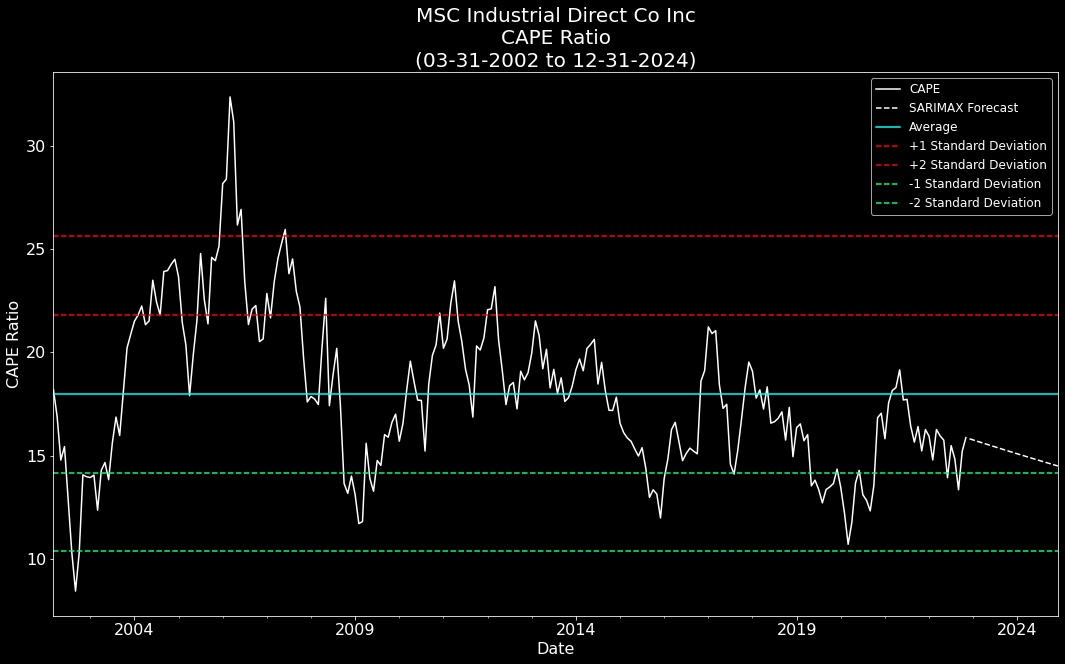 MSC Industrial Direct Co Inc
CAPE Ratio
(03-31-2002 to 12-31-2024)
CAPE
SARIMAX Forecast
Average
+1 Standard Deviation
+2 Standard Deviation
-1 Standard Deviation
-2 Standard Deviation
CAPE Ratio
30
25
20
15
10
2004
2009
2014
2019
2024
Date